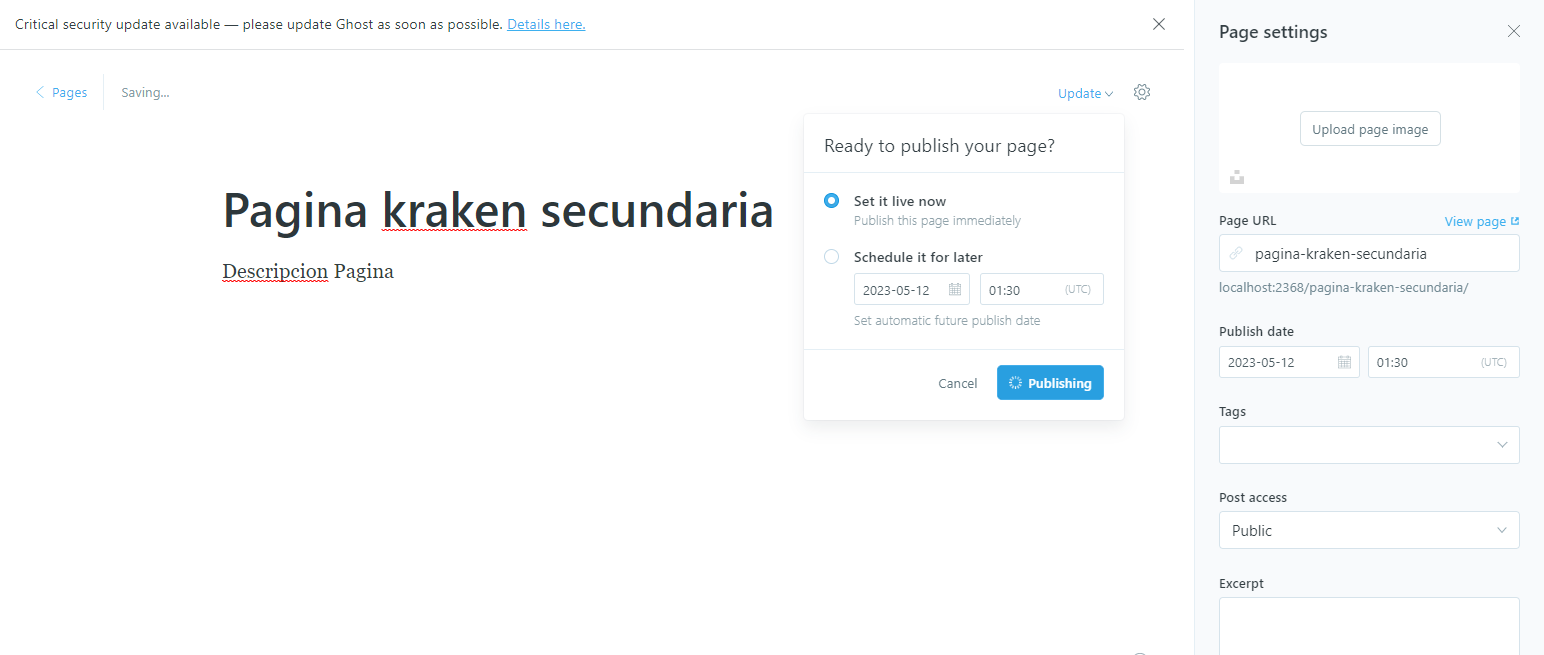 Critical security update available — please update Ghost as soon as possible. Details here.
Pages
Saving...
Update
Ready to publish your page?
Set it live now
Publish this page immediately
Schedule it for later
2023-05-12
01:30 (UTC)
Set automatic future publish date
Cancel
Publishing
Pagina kraken secundaria
Descripcion Pagina
Page settings
Upload page image
Page URL
View page
pagina-kraken-secundaria
localhost:2368/pagina-kraken-secundaria/
Publish date
2023-05-12
01:30 (UTC)
Tags
Post access
Public
Excerpt